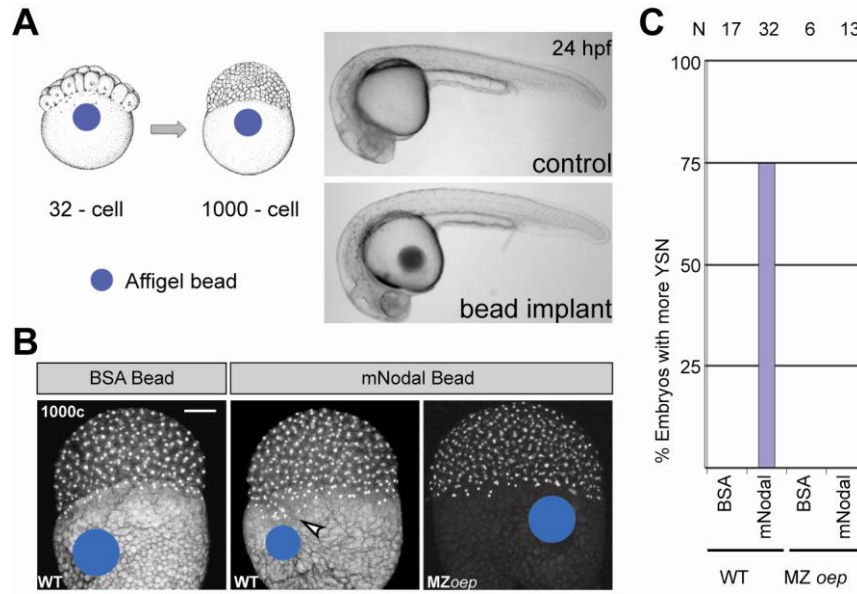 A
32 - cell
1000 - cell
Affigel bead
24 hpf
control
bead implant
B
BSA Bead
mNodal Bead
1000c
WT
WT
MZoep
C
N 17 32 6 13
% Embryos with more YSN
100
75
50
25
BSA
mNodal
BSA
mNodal
WT
MZ oep